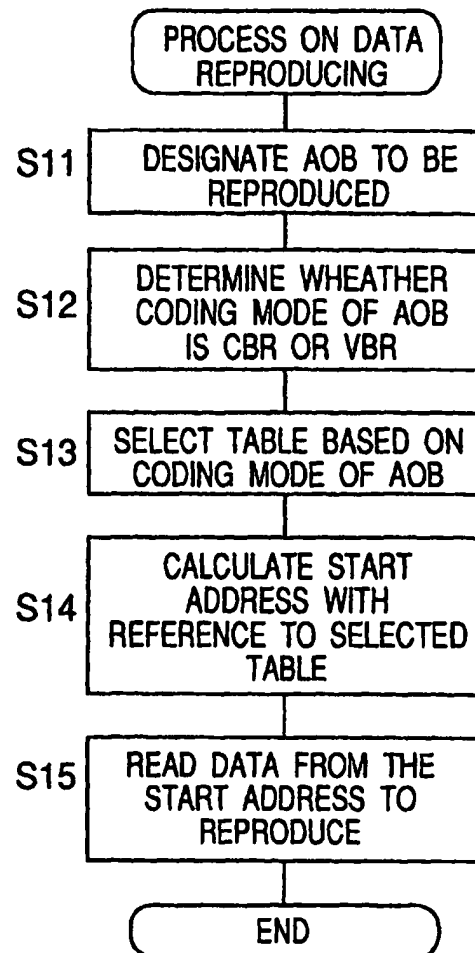 PROCESS ON DATA
REPRODUCING
S11
DESIGNATE AOB TO BE
REPRODUCED
S12
DETERMINE WHEATHER
CODING MODE OF AOB
IS CBR OR VBR
S13
SELECT TABLE BASED ON
CODING MODE OF AOB
S14
CALCULATE START
ADDRESS WITH
REFERENCE TO SELECTED
TABLE
S15
READ DATA FROM THE
START ADDRESS TO
REPRODUCE
END